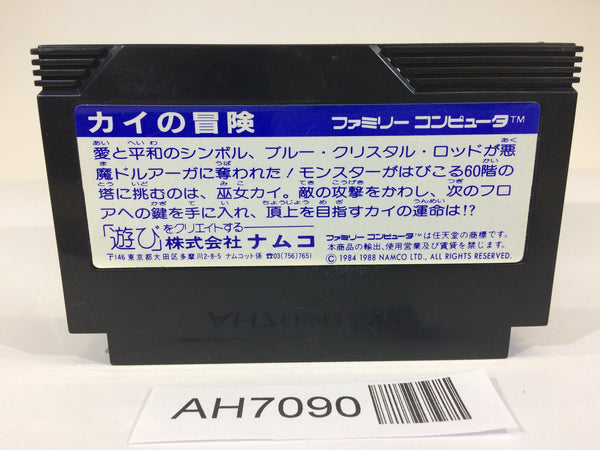 カイの冒険 ファミリー コンピュータ™
愛と平和のシンボル、ブルー・クリスタル・ロッドが悪
魔ドルアーガに奪われた!モンスターがはびこる60階の
塔に挑むのは、巫女カイ。敵の攻撃をかわし、次のフロ
アへの鍵を手に入れ、頂上を目指すカイの運命は!?
「遊び」をクリエイトする—
株式会社 ナムコ
〒146 東京都大田区多摩川2-8-5 ナムコット係 ☎03(756)7651
ファミリー コンピュータ™は任天堂の商標です。
本商品の輸出、使用営業及び賃貸を禁じます。
© 1984 1988 NAMCO LTD., ALL RIGHTS RESERVED.
AH7090